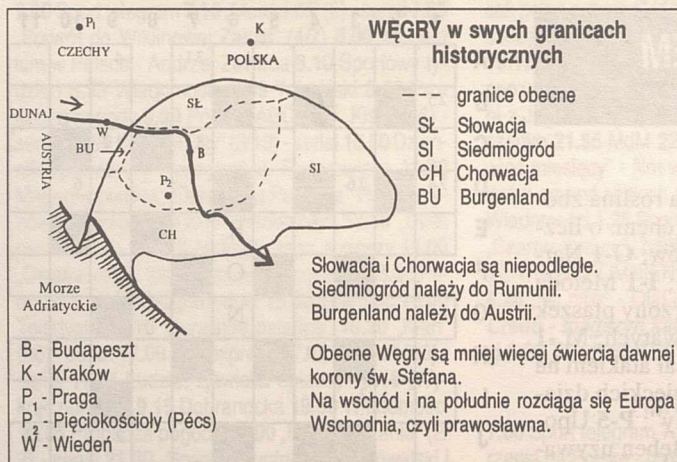 P₁
CZECHY
K
POLSKA
DUNAJ
W
BU
AUSTRIA
SŁ
B
P₂
SI
CH
Morze
Adriatyckie
B - Budapeszt
K - Kraków
P₁ - Praga
P₂ - Pięciokościoły (Pécs)
W - Wiedeń
WĘGRY w swych granicach
historycznych
granice obecne
SŁ Słowacja
SI Siedmiogród
CH Chorwacja
BU Burgenland
Słowacja i Chorwacja są niepodległe.
Siedmiogród należy do Rumunii.
Burgenland należy do Austrii.
Obecne Węgry są mniej więcej ćwiercią dawnej
korony św. Stefana.
Na wschód i na południe rozciąga się Europa
Wschodnia, czyli prawosławna.